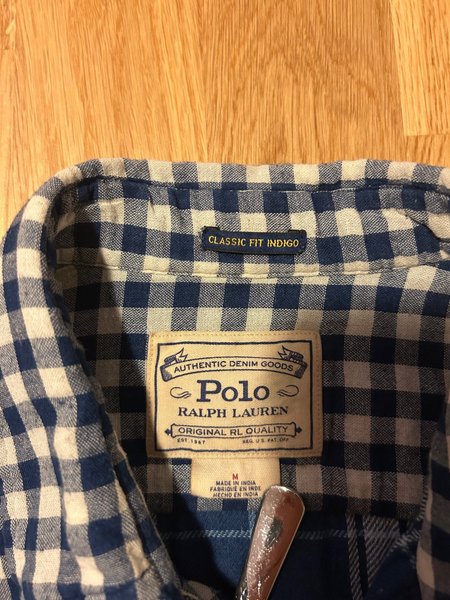 CLASSIC FIT INDIGO
AUTHENTIC DENIM GOODS
Polo
RALPH LAUREN
ORIGINAL RL QUALITY
EST. 1967 REG. U.S. PAT. OFF.
M
MADE IN INDIA
FABRIQUÉ EN INDE
HECHO EN INDIA